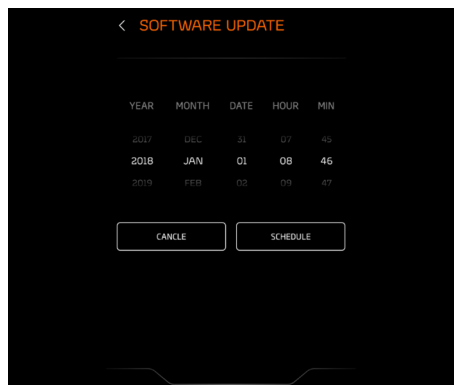 SOFTWARE UPDATE
YEAR MONTH DATE HOUR MIN
2017 DEC 31 07 45
2018 JAN 01 08 46
2019 FEB 02 09 47
CANCLE SCHEDULE